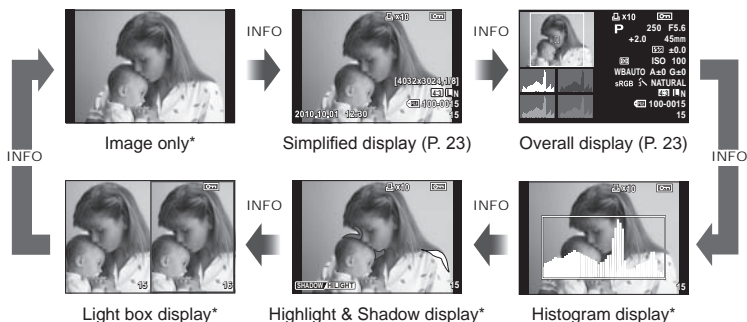 INFO
INFO
x10
[4032x3024,1/8]
L N
100-0015
2010.10.01 12:30
15
x10
P 250 F5.6
+2.0 45mm
±0.0
ISO 100
WBAUTO A±0 G±0
sRGB NATURAL
4:3 L N
100-0015
15
Image only*
Simplified display (P. 23)
Overall display (P. 23)
INFO
INFO
INFO
INFO
15
16
x10
SHADOW HILIGHT
15
x10
15
Light box display*
Highlight & Shadow display*
Histogram display*